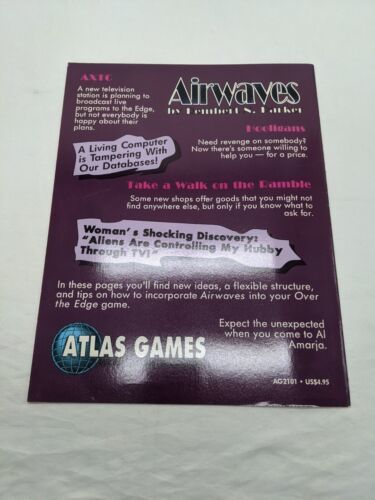 AXTC
A new television
station is planning to
broadcast live
programs to the Edge,
but not everybody is
happy about their
plans.
Airwaves
by Lembert S. Parker
Hooligans
Need revenge on somebody?
Now there's someone willing to
help you — for a price.
A Living Computer
is Tampering With
Our Databases!
Take a Walk on the Ramble
Some new shops offer goods that you might not
find anywhere else, but only if you know what to
ask for.
Woman's Shocking Discovery:
"Aliens Are Controlling My Hubby
Through TV!"
In these pages you'll find new ideas, a flexible structure,
and tips on how to incorporate Airwaves into your Over
the Edge game.
Expect the unexpected
when you come to Al
Amarja.
ATLAS GAMES
AG2101 • US$4.95